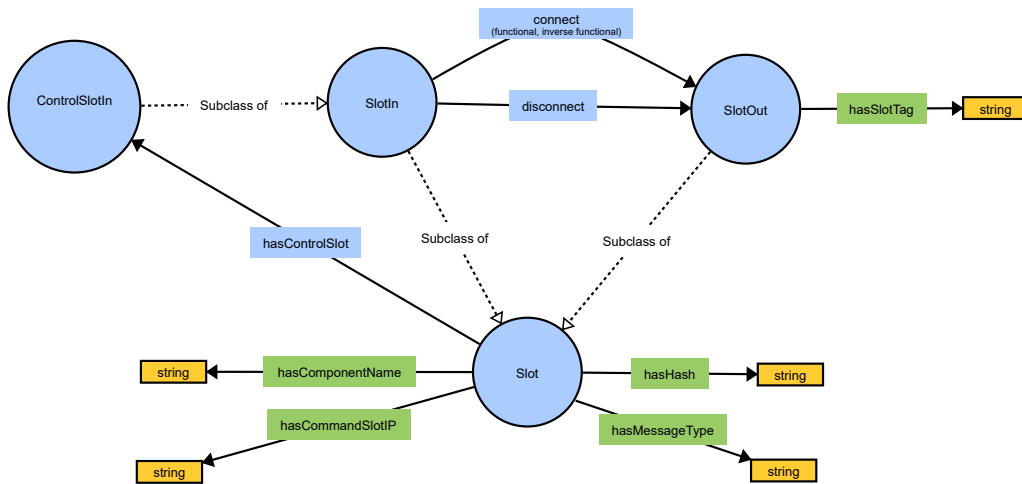 connect
(functional, inverse functional)
ControlSlotIn
Subclass of
SlotIn
disconnect
SlotOut
hasSlotTag
string
hasControlSlot
Subclass of
Subclass of
string
hasComponentName
Slot
hasHash
string
hasCommandSlotIP
hasMessageType
string
string